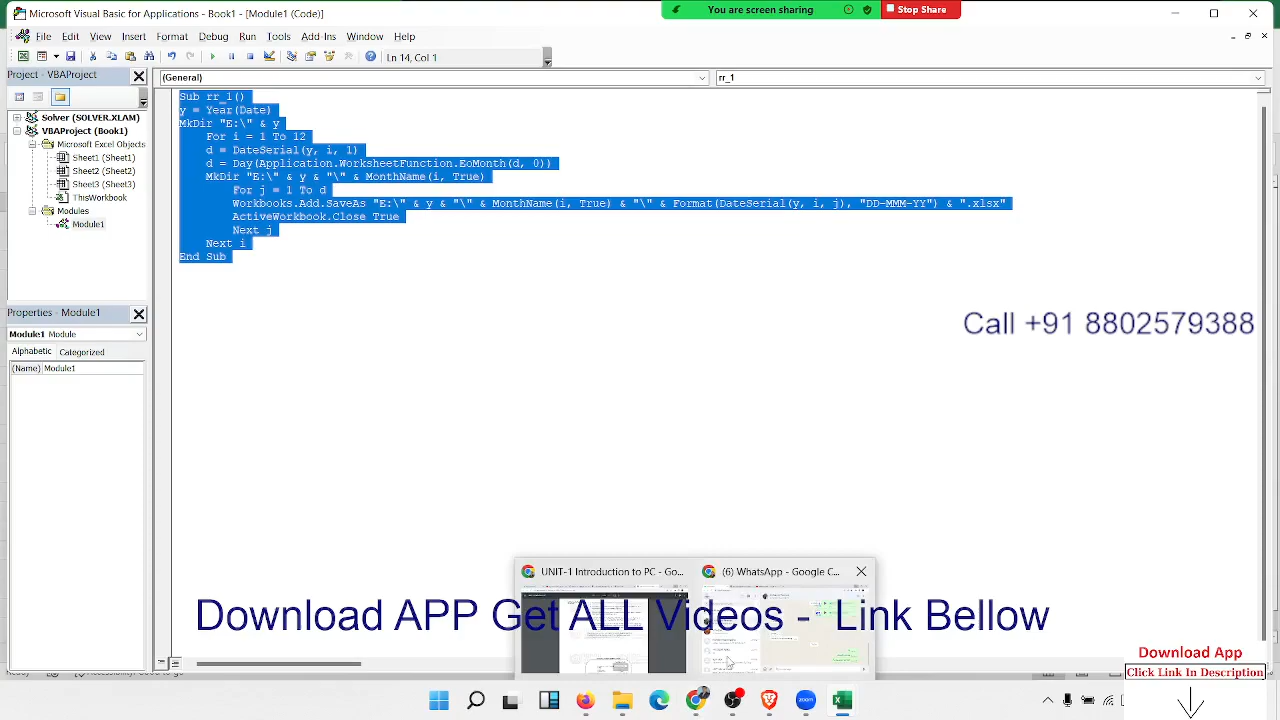 Microsoft Visual Basic for Applications - Book1 - [Module1 (Code)]
You are screen sharing
Stop Share
File Edit View Insert Format Debug Run Tools Add-Ins Window Help
Ln 14, Col 1
Project - VBAProject
(General)
rr_1
Solver (SOLVER.XLAM)
VBAProject (Book1)
Microsoft Excel Objects
Sheet1 (Sheet1)
Sheet2 (Sheet2)
Sheet3 (Sheet3)
ThisWorkbook
Modules
Module1
Sub rr_1()
y = Year(Date)
MkDir "E:\" & y
For i = 1 To 12
d = DateSerial(y, i, 1)
d = Day(Application.WorksheetFunction.EoMonth(d, 0))
MkDir "E:\" & y & "\" & MonthName(i, True)
For j = 1 To d
Workbooks.Add.SaveAs "E:\" & y & "\" & MonthName(i, True) & "\" & Format(DateSerial(y, i, j), "DD-MMM-YY") & ".xlsx"
ActiveWorkbook.Close True
Next j
Next i
End Sub
Properties - Module1
Module1 Module
Alphabetic Categorized
(Name) Module1
Call +91 8802579388
UNIT-1 Introduction to PC - Go...
(6) WhatsApp - Google C...
Download APP Get ALL Videos - Link Bellow
Download App
Click Link In Description
zoom